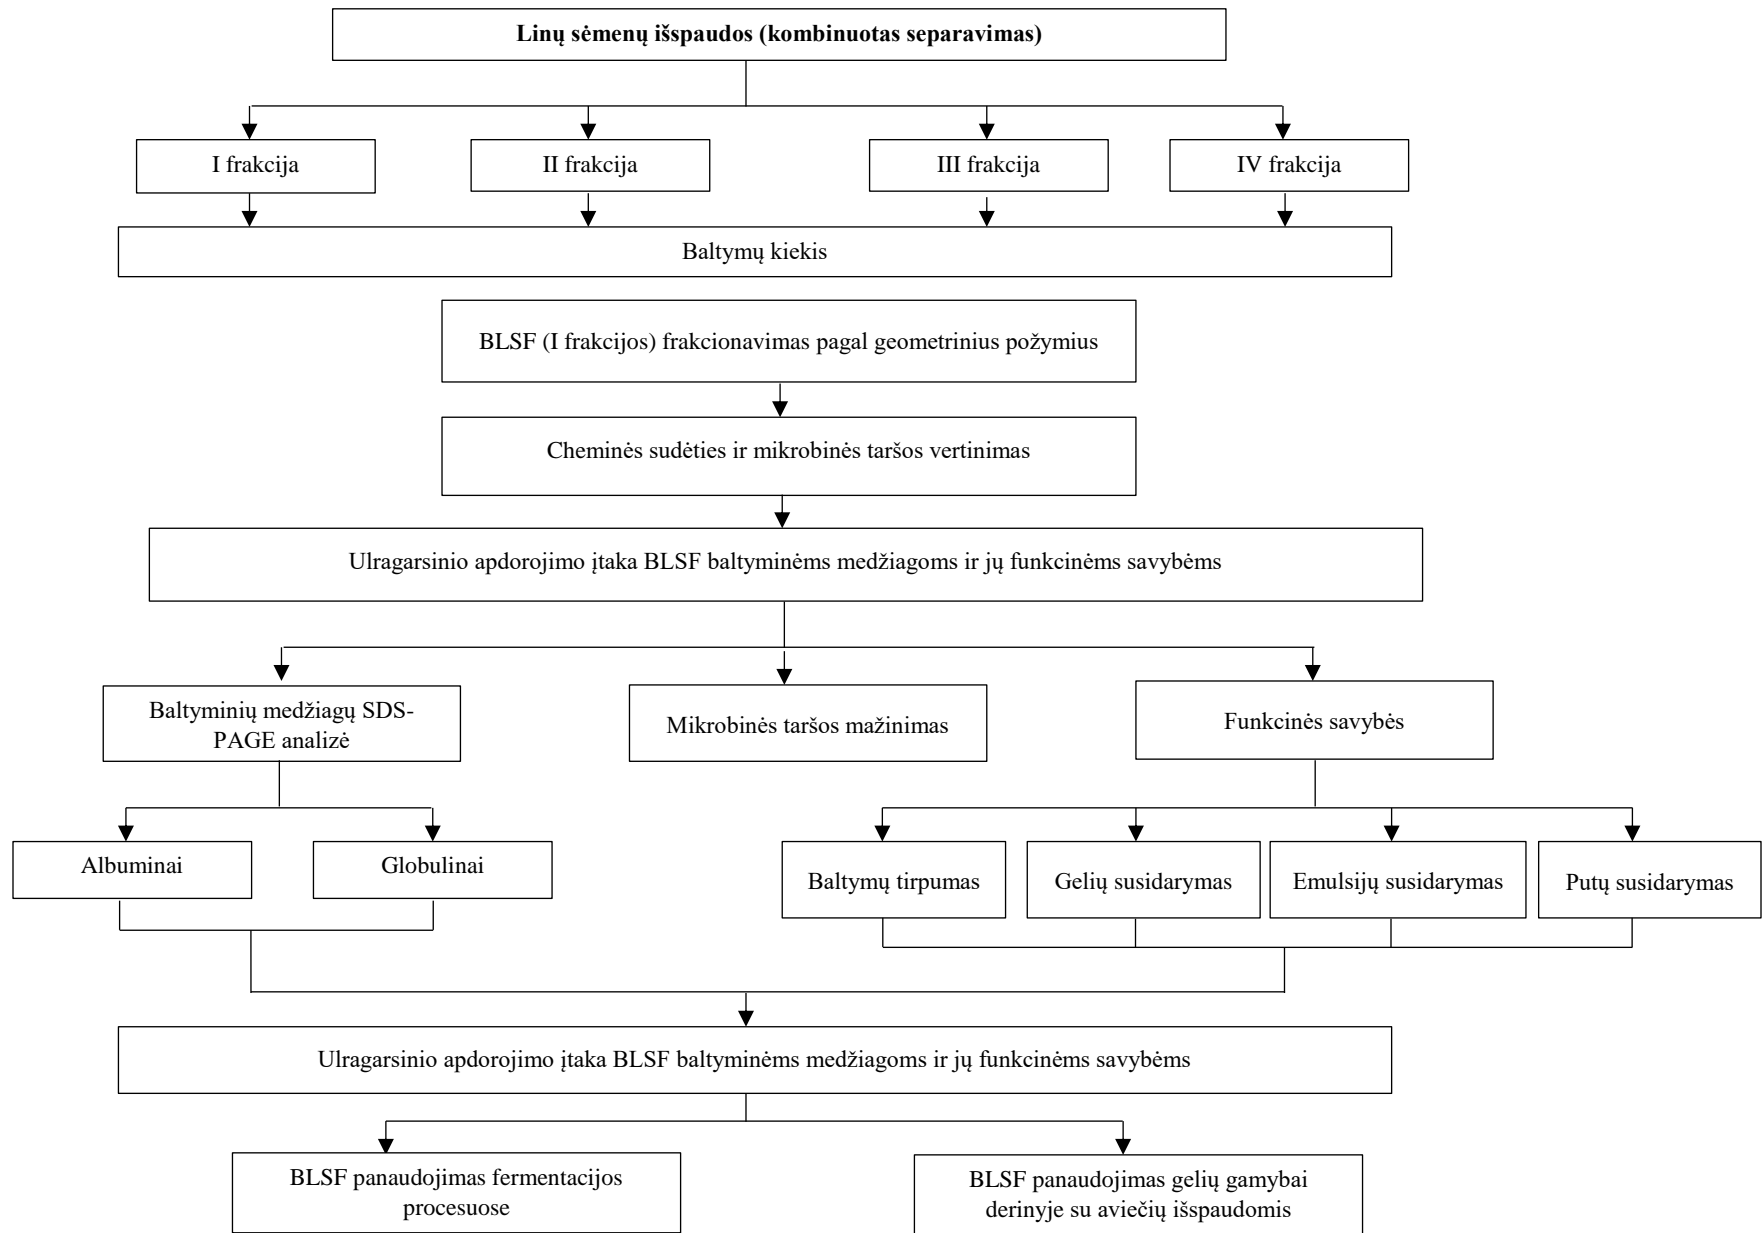 Linų sėmenų išspaudos (kombinuotas separavimas)
I frakcija
II frakcija
III frakcija
IV frakcija
Baltymų kiekis
BLSF (I frakcijos) frakcionavimas pagal geometrinius požymius
Cheminės sudėties ir mikrobinės taršos vertinimas
Ulragarsinio apdorojimo įtaka BLSF baltyminėms medžiagoms ir jų funkcinėms savybėms
Baltyminių medžiagų SDS-
PAGE analizė
Mikrobinės taršos mažinimas
Funkcinės savybės
Albuminai
Globulinai
Baltymų tirpumas
Gelių susidarymas
Emulsijų susidarymas
Putų susidarymas
Ulragarsinio apdorojimo įtaka BLSF baltyminėms medžiagoms ir jų funkcinėms savybėms
BLSF panaudojimas fermentacijos
procesuose
BLSF panaudojimas gelių gamybai
derinyje su aviečių išspaudomis